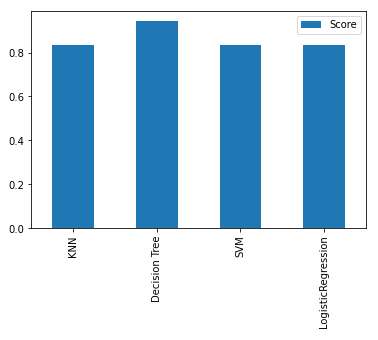 Score
0.8
0.6
0.4
0.2
0.0
KNN
Decision Tree
SVM
LogisticRegression